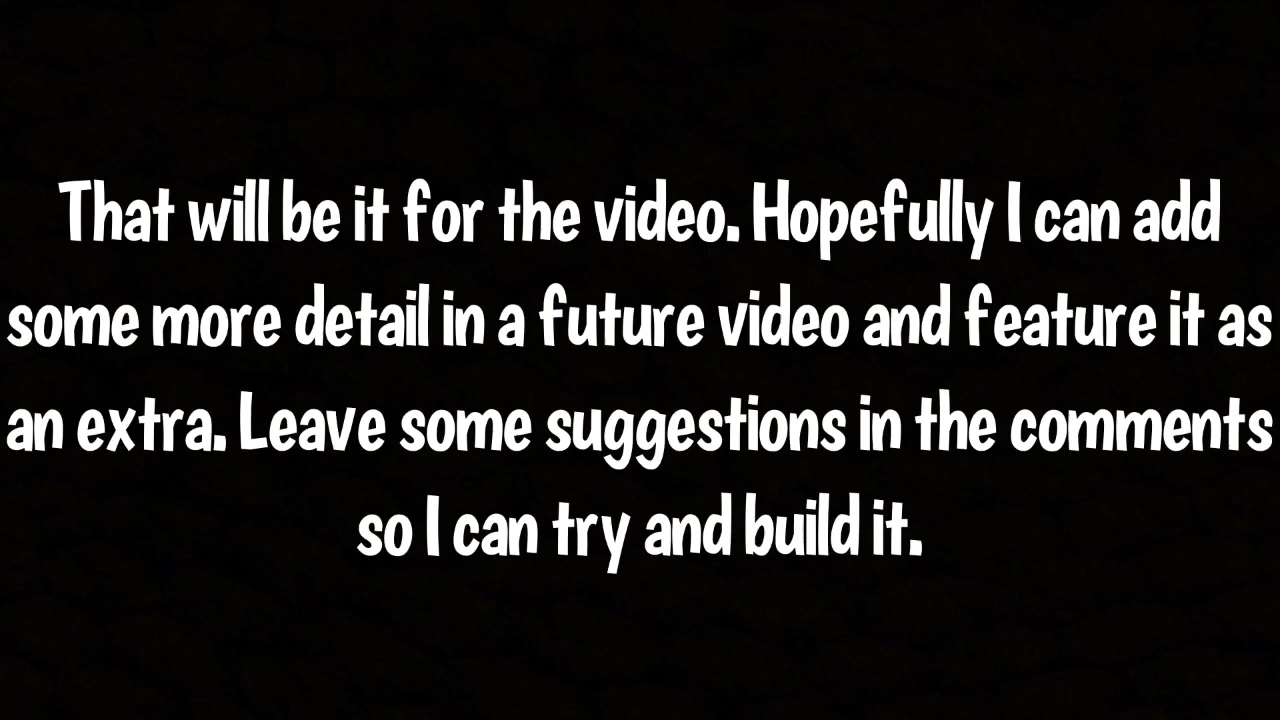 That will be it for the video. Hopefully I can add
some more detail in a future video and feature it as
an extra. Leave some suggestions in the comments
so I can try and build it.